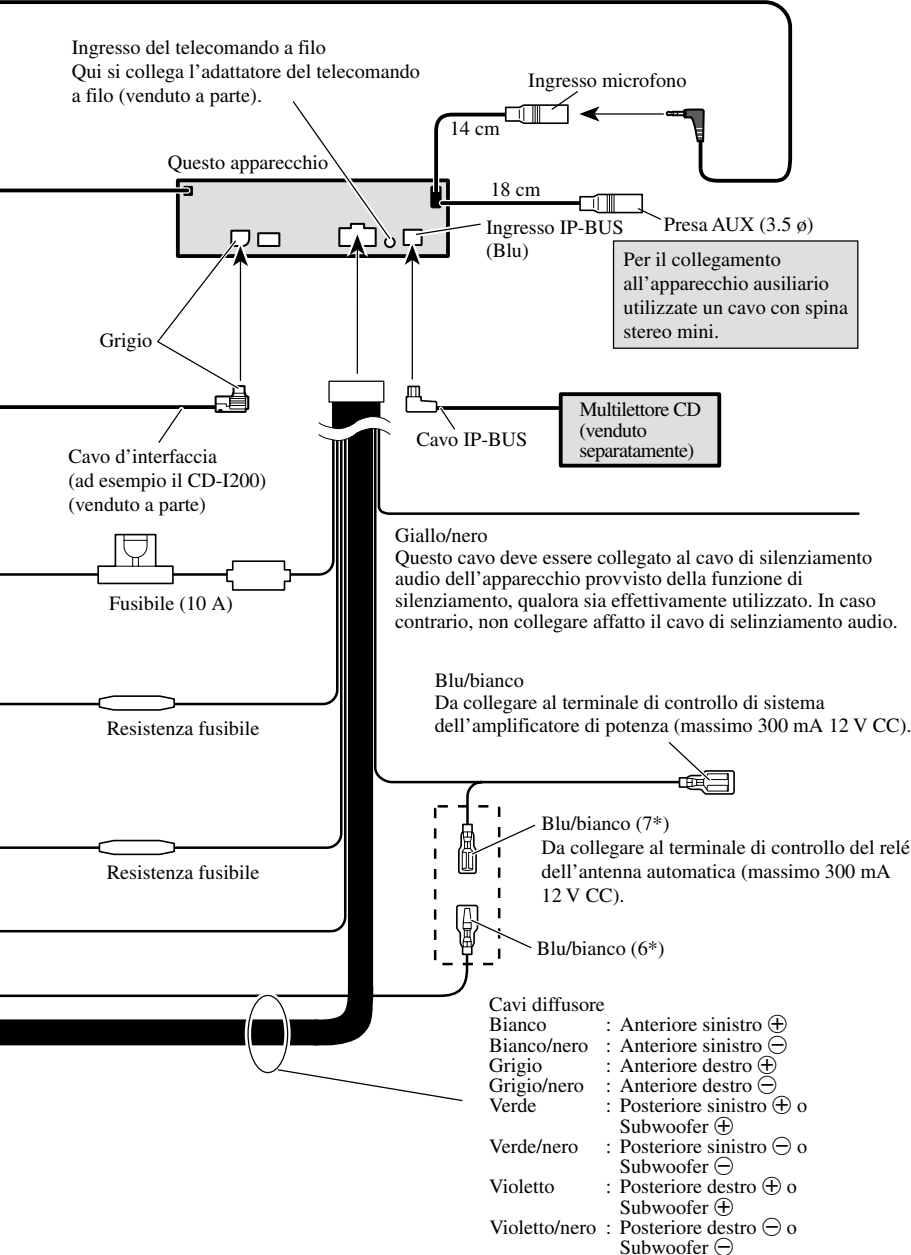 Ingresso del telecomando a filo
Qui si collega l'adattatore del telecomando
a filo (venduto a parte).
Ingresso microfono
14 cm
Questo apparecchio
18 cm
Ingresso IP-BUS
(Blu)
Presa AUX (3.5 ø)
Per il collegamento
all'apparecchio ausiliario
utilizzate un cavo con spina
stereo mini.
Grigio
Cavo IP-BUS
Multilettore CD
(venduto
separatamente)
Cavo d'interfaccia
(ad esempio il CD-I200)
(venduto a parte)
Giallo/nero
Questo cavo deve essere collegato al cavo di silenziamento
audio dell'apparecchio provvisto della funzione di
silenziamento, qualora sia effettivamente utilizzato. In caso
contrario, non collegare affatto il cavo di selinziamento audio.
Fusibile (10 A)
Blu/bianco
Da collegare al terminale di controllo di sistema
dell'amplificatore di potenza (massimo 300 mA 12 V CC).
Resistenza fusibile
Blu/bianco (7*)
Da collegare al terminale di controllo del relé
dell'antenna automatica (massimo 300 mA
12 V CC).
Resistenza fusibile
Blu/bianco (6*)
Cavi diffusore
Bianco : Anteriore sinistro ⊕
Bianco/nero : Anteriore sinistro ⊖
Grigio : Anteriore destro ⊕
Grigio/nero : Anteriore destro ⊖
Verde : Posteriore sinistro ⊕ o
Subwoofer ⊕
Verde/nero : Posteriore sinistro ⊖ o
Subwoofer ⊖
Violetto : Posteriore destro ⊕ o
Subwoofer ⊕
Violetto/nero : Posteriore destro ⊖ o
Subwoofer ⊖